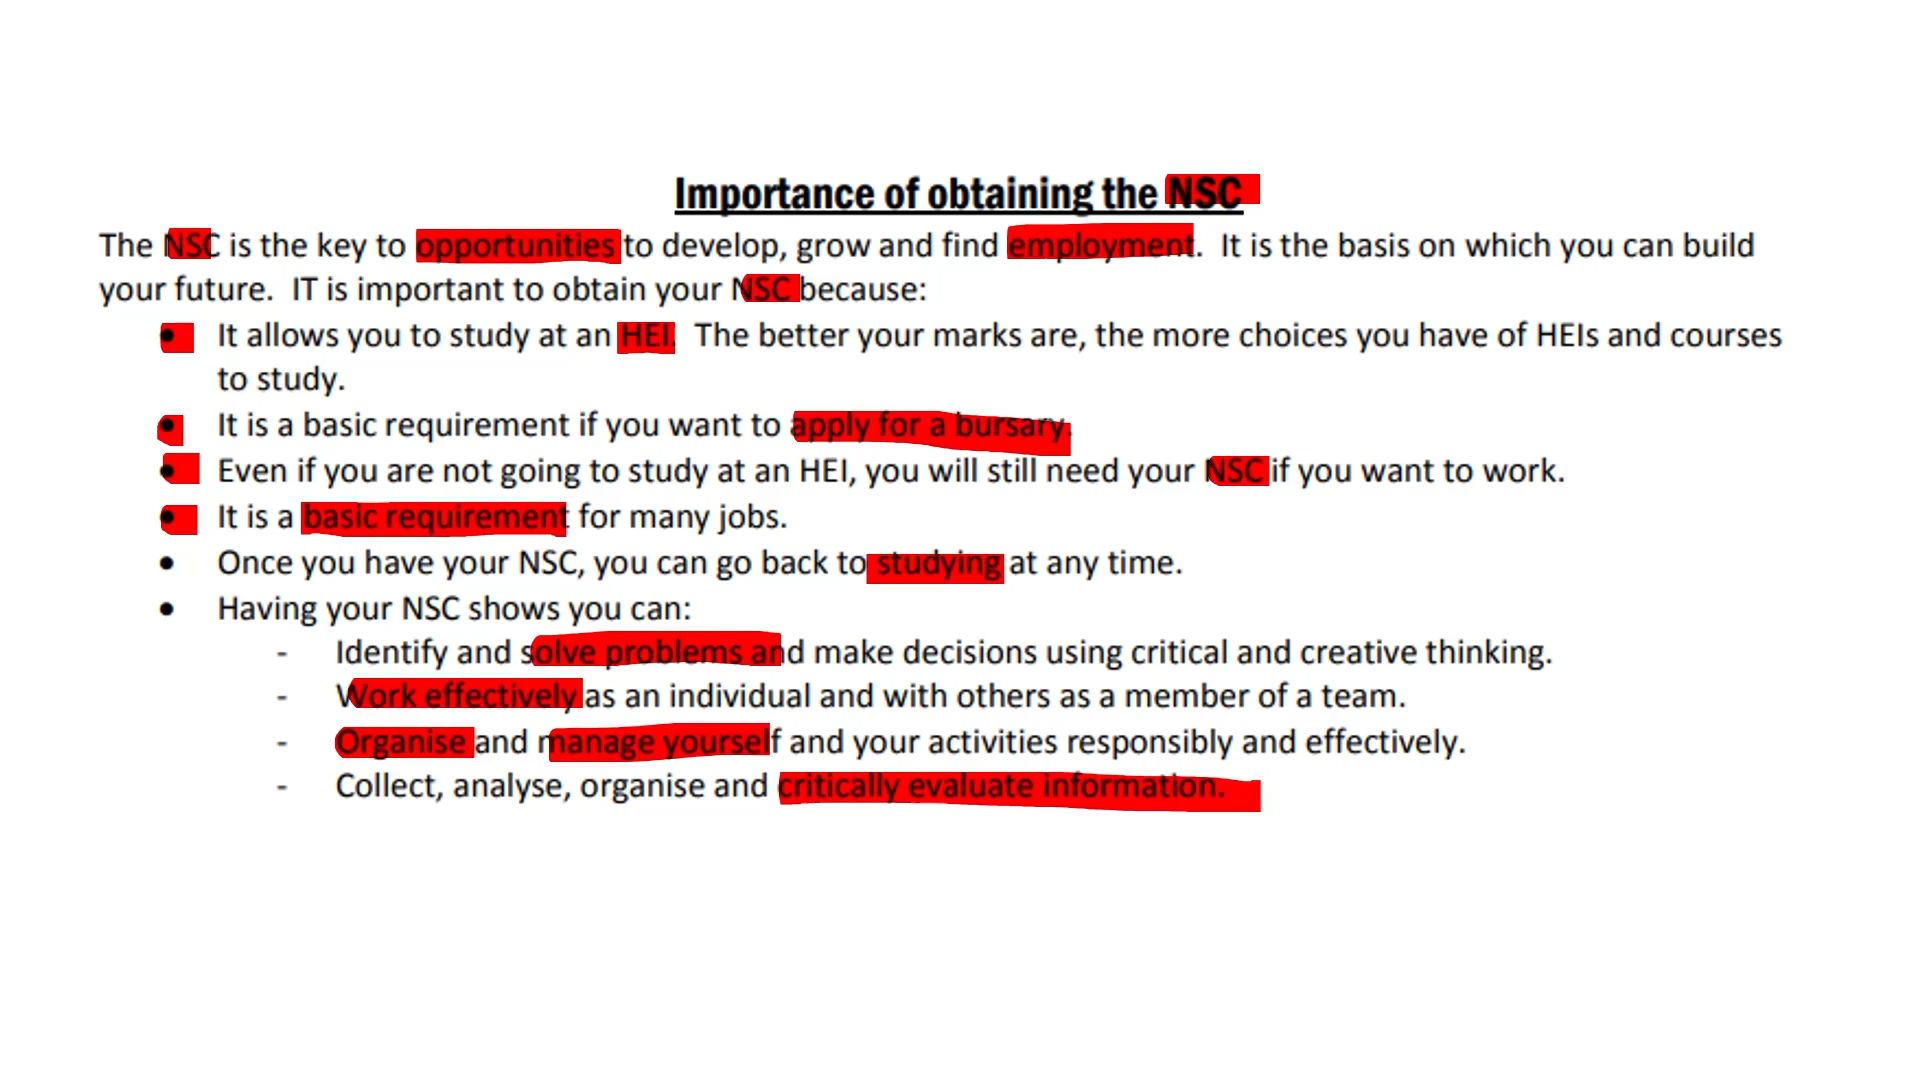 Importance of obtaining the NSC
The NSC is the key to opportunities to develop, grow and find employment.  It is the basis on which you can build
your future.  IT is important to obtain your NSC because:
• It allows you to study at an HEI.  The better your marks are, the more choices you have of HEIs and courses
to study.
• It is a basic requirement if you want to apply for a bursary.
• Even if you are not going to study at an HEI, you will still need your NSC if you want to work.
• It is a basic requirement for many jobs.
• Once you have your NSC, you can go back to studying at any time.
• Having your NSC shows you can:
- Identify and solve problems and make decisions using critical and creative thinking.
- Work effectively as an individual and with others as a member of a team.
- Organise and manage yourself and your activities responsibly and effectively.
- Collect, analyse, organise and critically evaluate information.